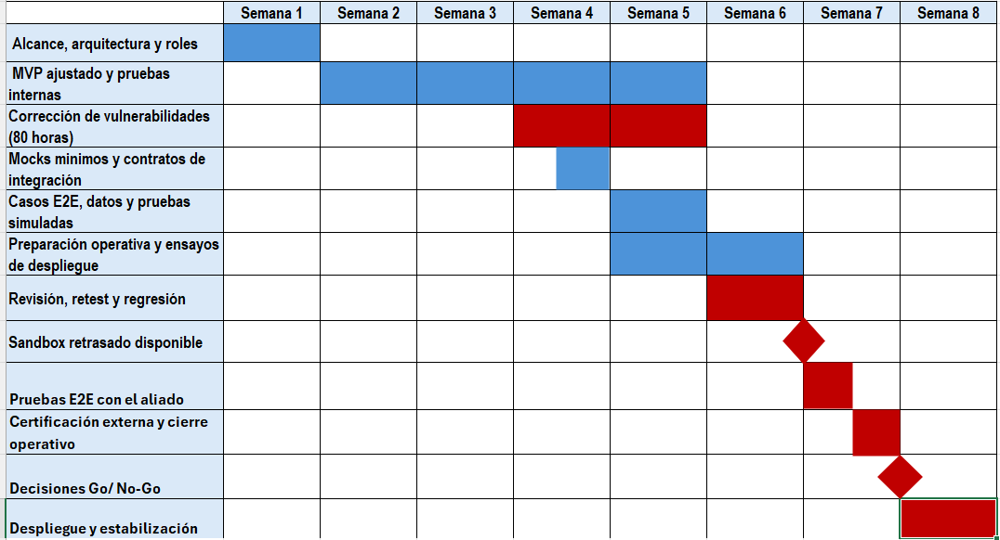 Semana 1 Semana 2 Semana 3 Semana 4 Semana 5 Semana 6 Semana 7 Semana 8
Alcance, arquitectura y roles
MVP ajustado y pruebas
internas
Corrección de vulnerabilidades
(80 horas)
Mocks minimos y contratos de
integración
Casos E2E, datos y pruebas
simuladas
Preparación operativa y ensayos
de despliegue
Revisión, retest y regresión
Sandbox retrasado disponible
Pruebas E2E con el aliado
Certificación externa y cierre
operativo
Decisiones Go/ No-Go
Despliegue y estabilización